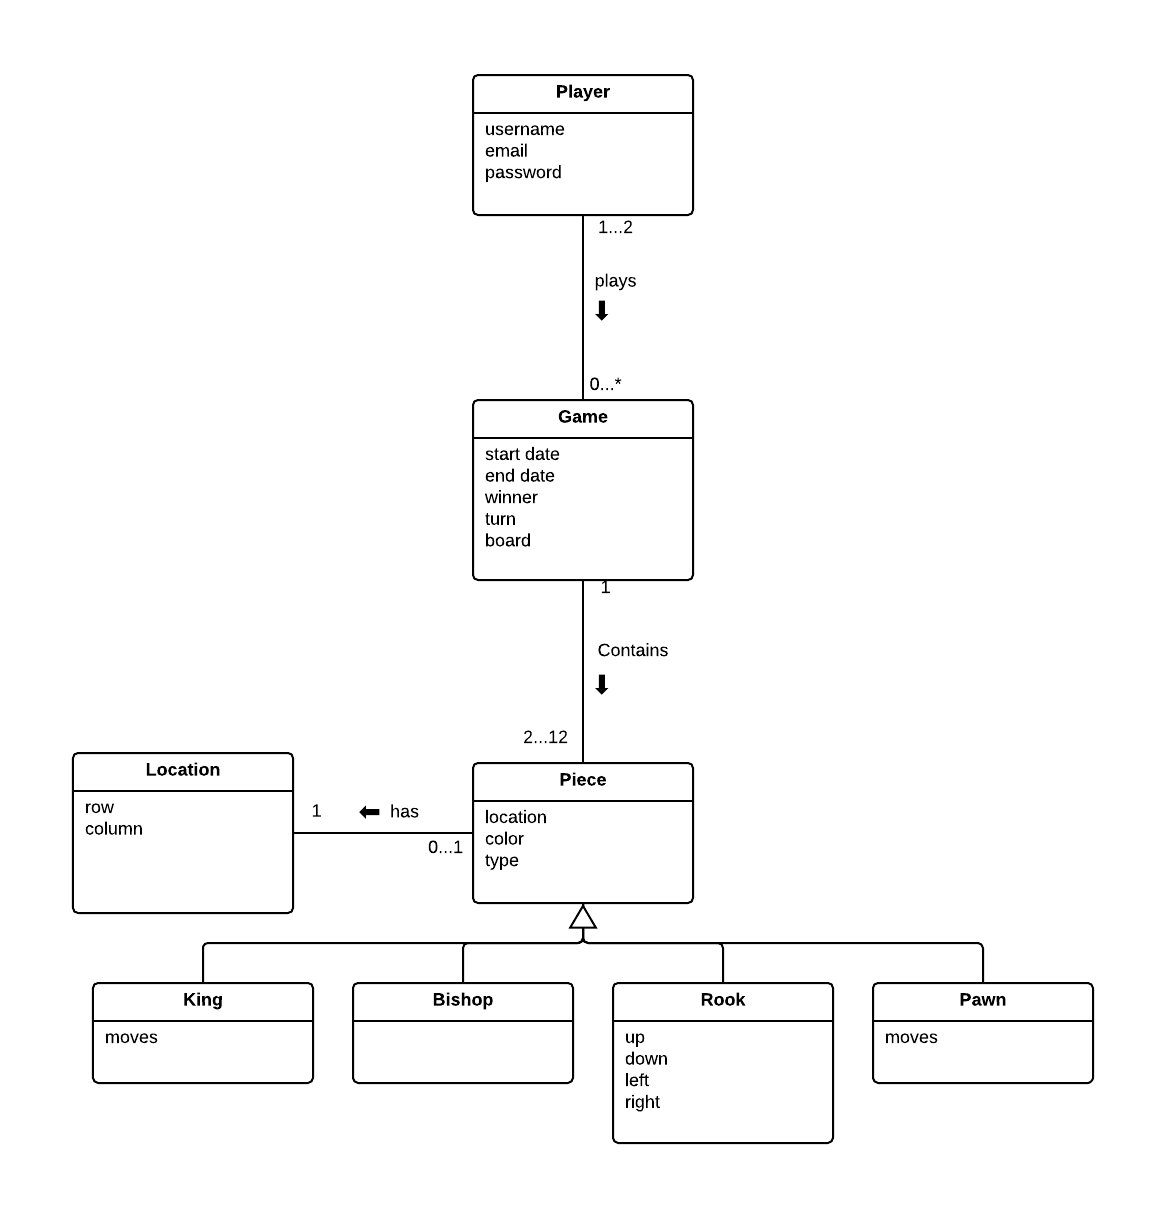 Player
username
email
password
1...2
plays
0...*
Game
start date
end date
winner
turn
board
1
Contains
2...12
Location
row
column
1
has
0...1
Piece
location
color
type
King
moves
Bishop
Rook
up
down
left
right
Pawn
moves